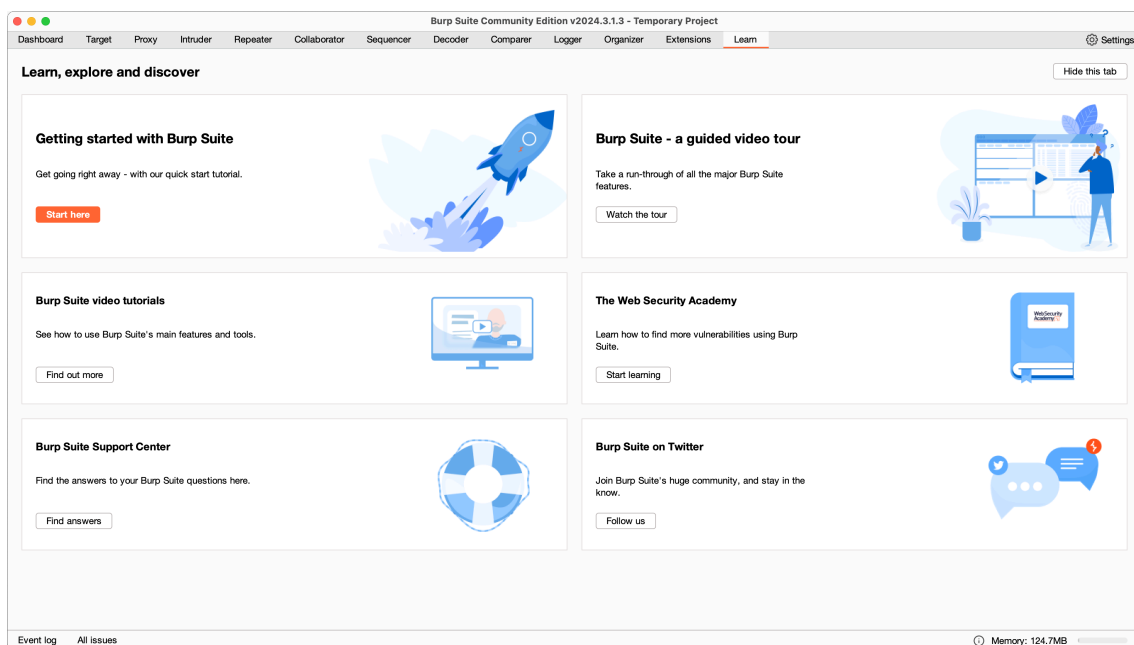 Burp Suite Community Edition v2024.3.1.3 - Temporary Project
Dashboard Target Proxy Intruder Repeater Collaborator Sequencer Decoder Comparer Logger Organizer Extensions Learn Settings
Learn, explore and discover
Hide this tab
Getting started with Burp Suite
Get going right away - with our quick start tutorial.
Start here
Burp Suite - a guided video tour
Take a run-through of all the major Burp Suite
features.
Watch the tour
Burp Suite video tutorials
See how to use Burp Suite's main features and tools.
Find out more
The Web Security Academy
Learn how to find more vulnerabilities using Burp
Suite.
Start learning
WebSecurity
Academy
Burp Suite Support Center
Find the answers to your Burp Suite questions here.
Find answers
Burp Suite on Twitter
Join Burp Suite's huge community, and stay in the
know.
Follow us
Event log All issues
Memory: 124.7MB